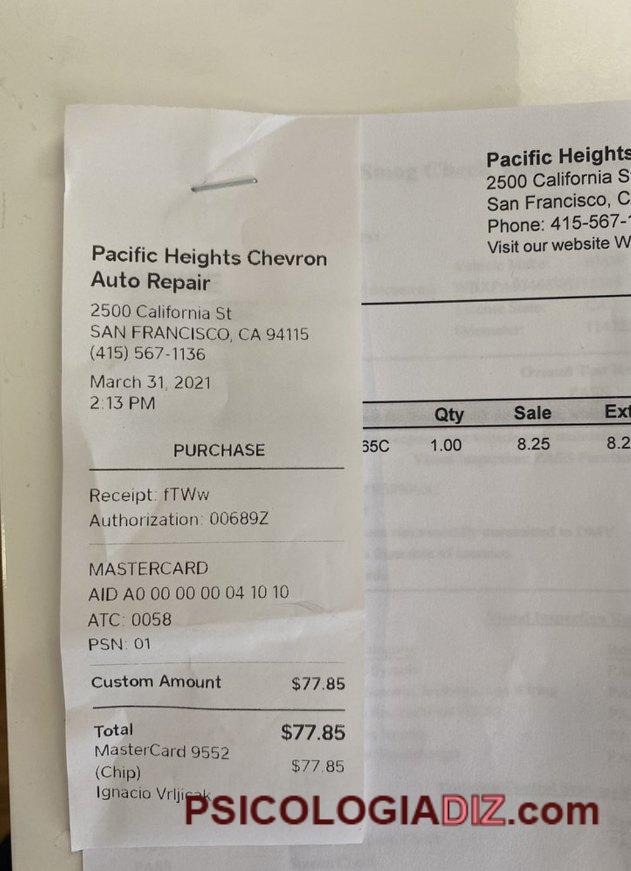 Pacific Heights Chevron
Auto Repair
2500 California St
SAN FRANCISCO, CA 94115
(415) 567-1136
March 31, 2021
2:13 PM
PURCHASE
Receipt: fTWw
Authorization: 00689Z
MASTERCARD
AID A0 00 00 00 04 10 10
ATC: 0058
PSN: 01
Custom Amount $77.85
Total $77.85
MasterCard 9552
(Chip) $77.85
Ignacio Vrljicak
Pacific Heights
2500 California S
San Francisco, C
Phone: 415-567-1
Visit our website W
Qty Sale Ext
65C 1.00 8.25 8.2
PSICOLOGIADIZ.com